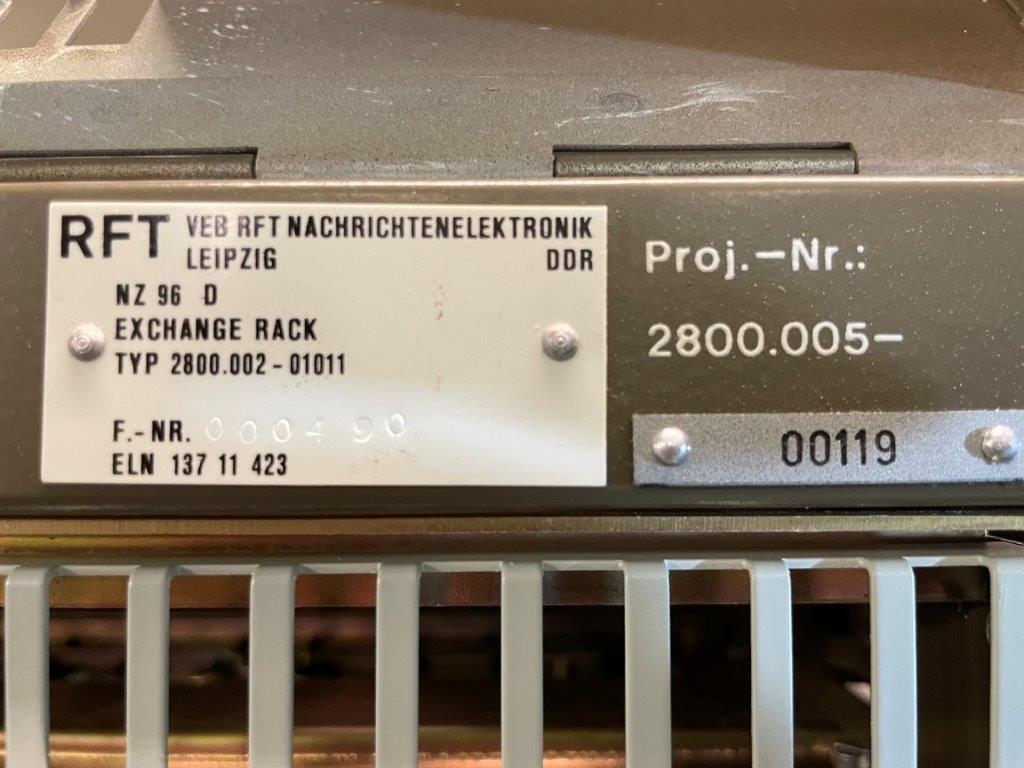 RFT VEB RFT NACHRICHTENELEKTRONIK
LEIPZIG DDR
NZ 96 D
EXCHANGE RACK
TYP 2800.002-01011
F.-NR. 000490
ELN 137 11 423
Proj.-Nr.:
2800.005-
00119